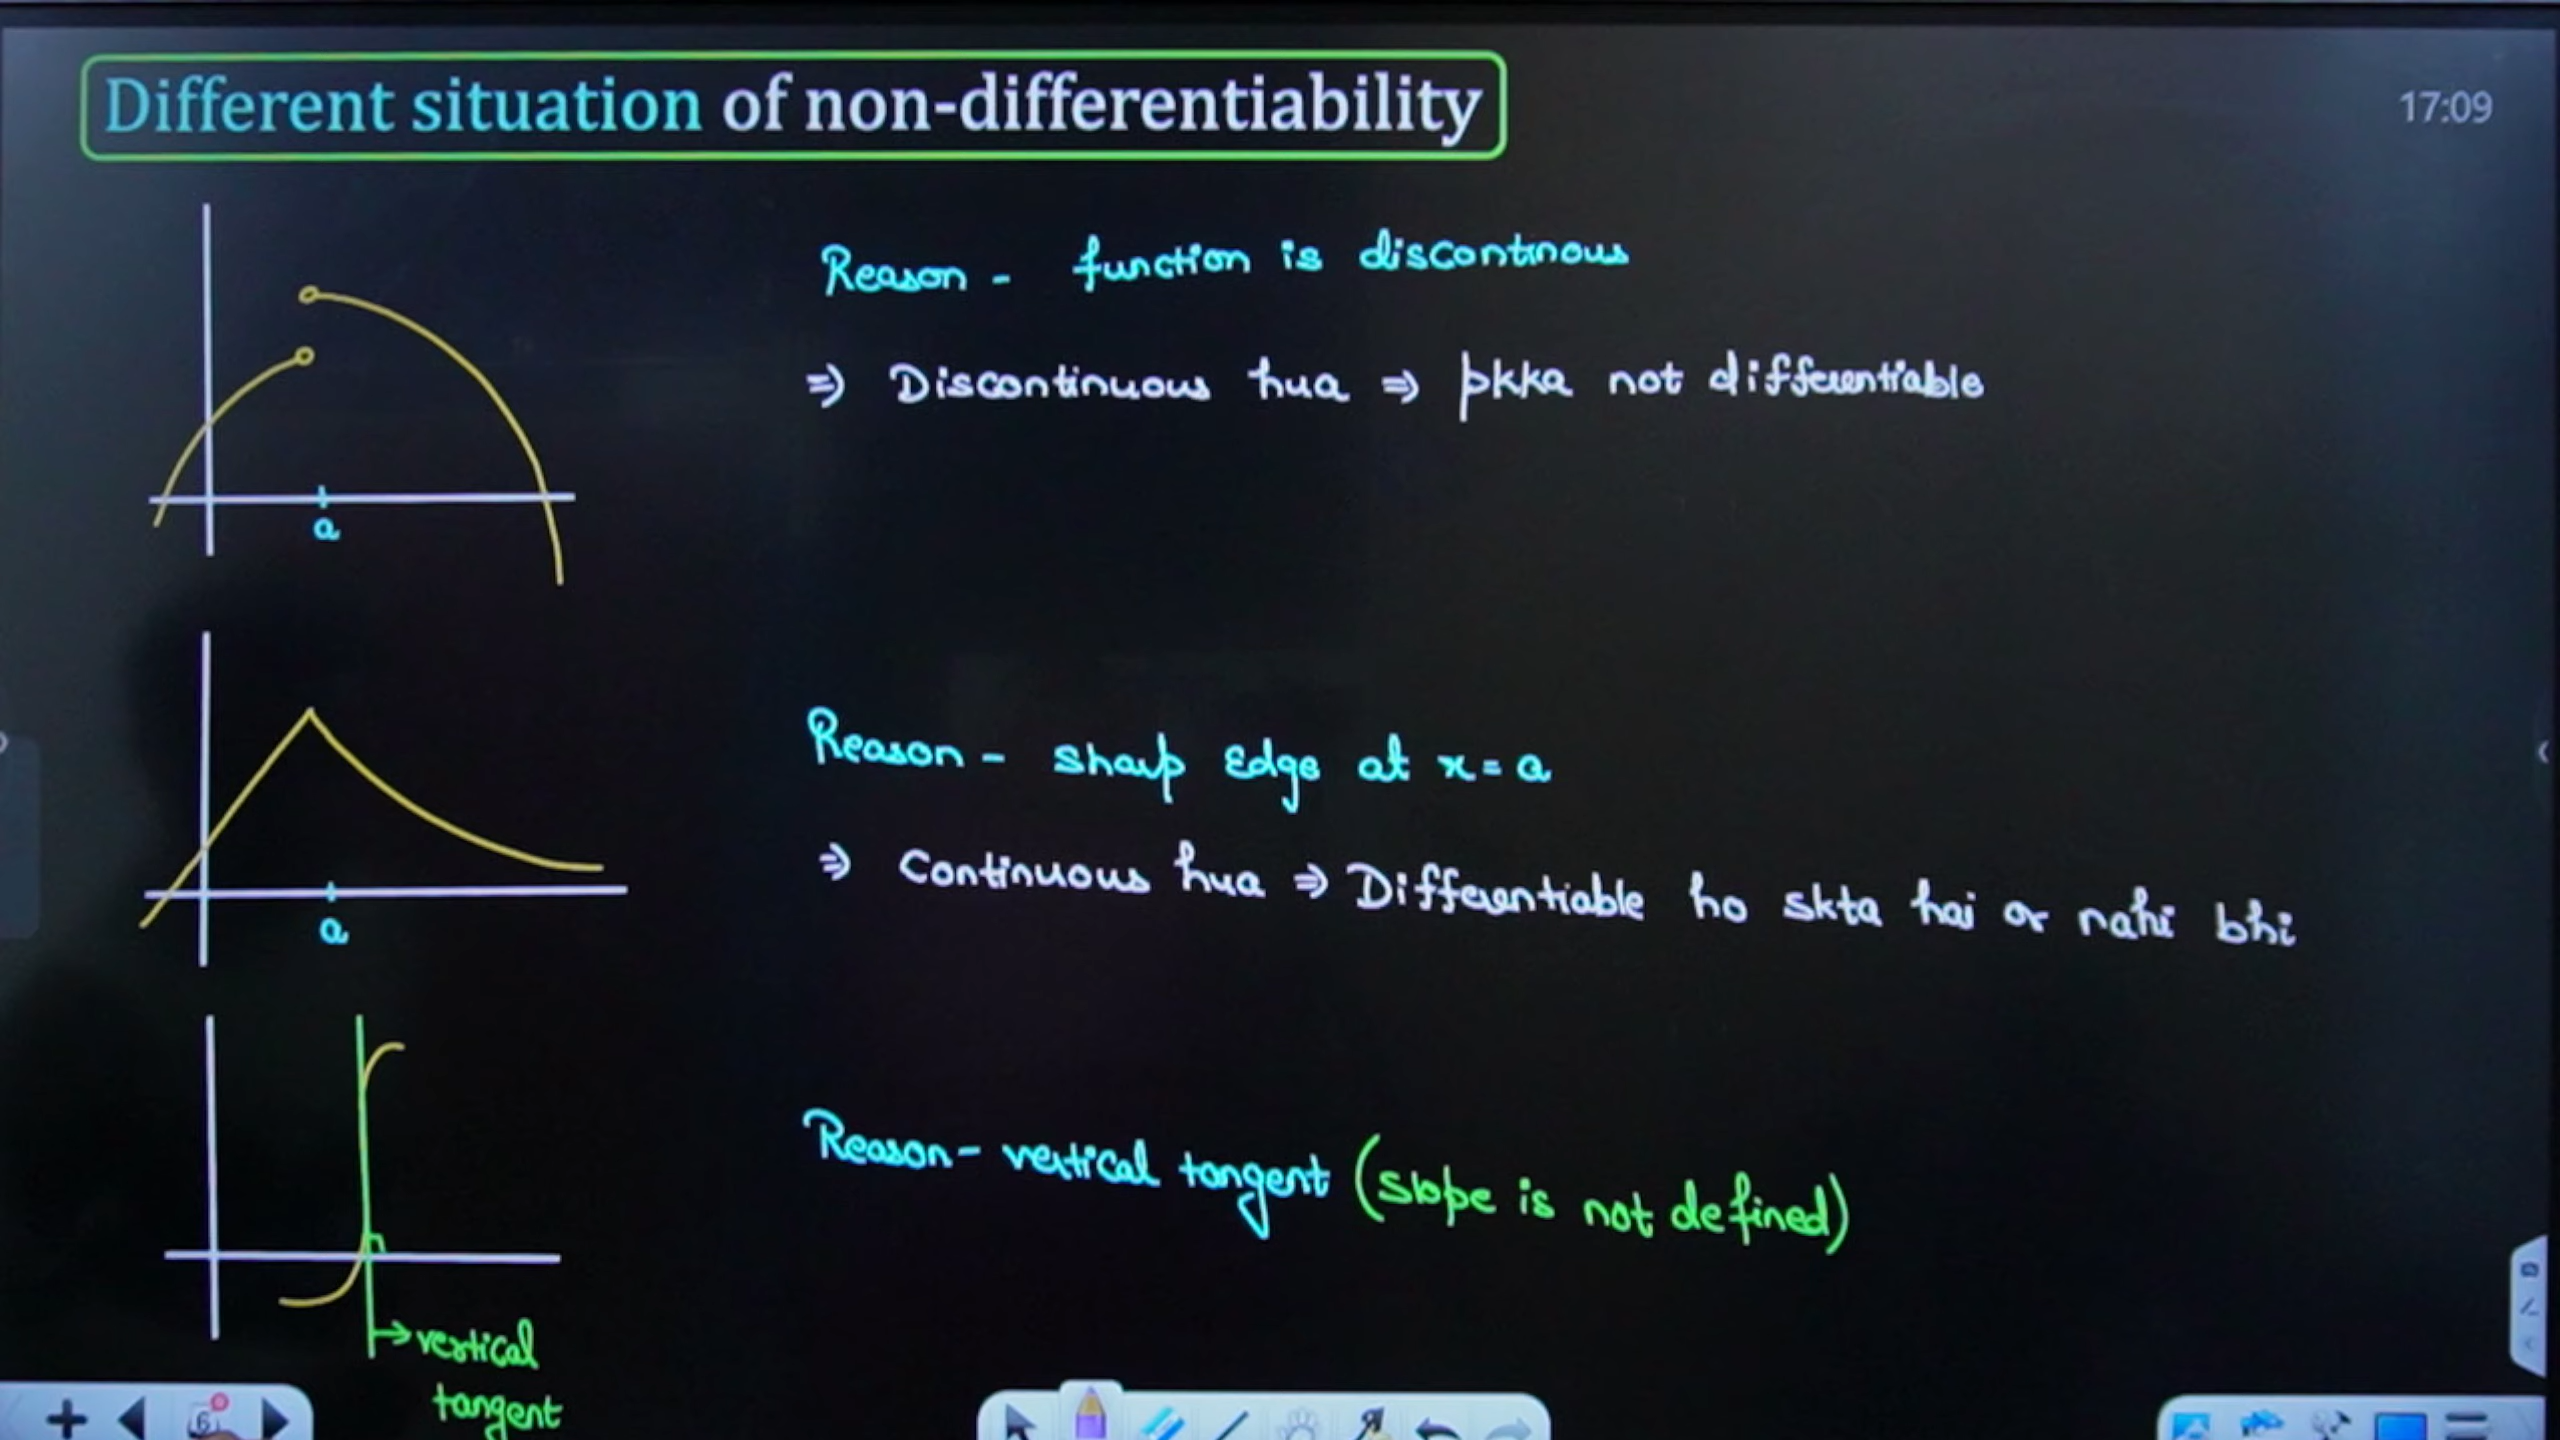 Different situation of non-differentiability
17:09
Reason - function is discontinous
⇒ Discontinuous hua ⇒ pkka not differentiable
a
Reason - sharp Edge at x = a
⇒ Continuous hua ⇒ Differentiable ho skta hai or nahi bhi
a
Reason - vertical tangent (slope is not defined)
→ vertical
tangent
6